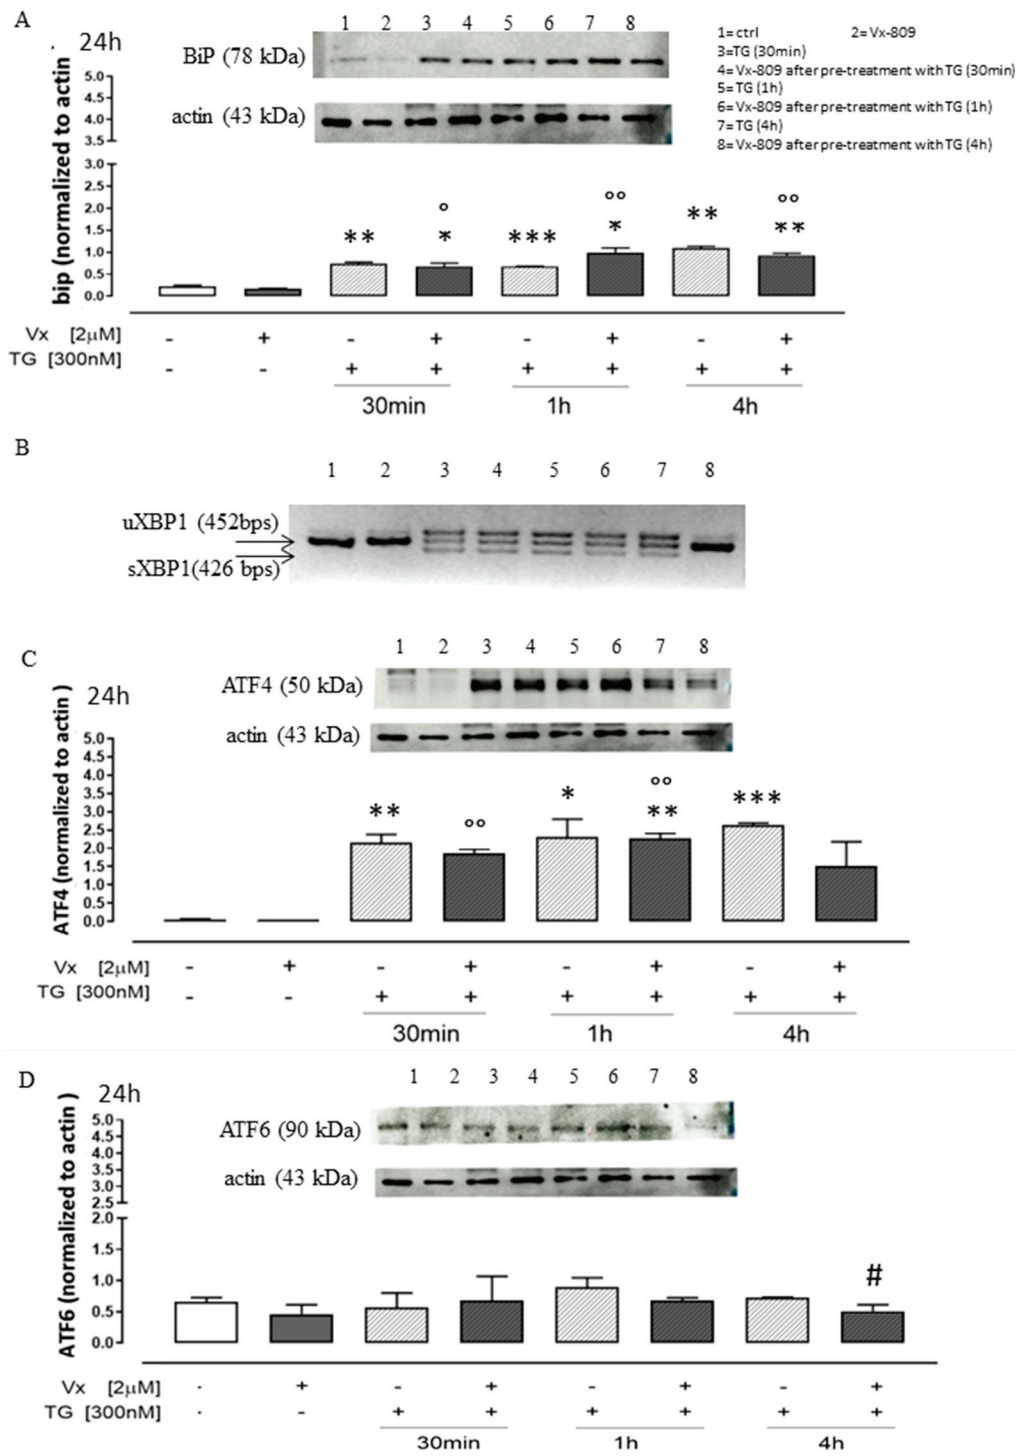 A
24h
1 2 3 4 5 6 7 8
BiP (78 kDa)
actin (43 kDa)
1= ctrl 2= Vx-809
3=TG (30min)
4= Vx-809 after pre-treatment with TG (30min)
5= TG (1h)
6= Vx-809 after pre-treatment with TG (1h)
7= TG (4h)
8= Vx-809 after pre-treatment with TG (4h)
bip (normalized to actin
5.0
4.5
4.0
3.5
3.0
2.5
2.0
1.5
1.0
0.5
0.0
** ° * *** °° * ** °° **
Vx [2µM] - + - + - + - +
TG [300nM] - - + + + + + +
30min 1h 4h
B
1 2 3 4 5 6 7 8
uXBP1 (452bps)
sXBP1(426 bps)
C
24h
1 2 3 4 5 6 7 8
ATF4 (50 kDa)
actin (43 kDa)
ATF4 (normalized to actin )
5.0
4.5
4.0
3.5
3.0
2.5
2.0
1.5
1.0
0.5
0.0
** °° * °° ** ***
Vx [2µM] - + - + - + - +
TG [300nM] - - + + + + + +
30min 1h 4h
D
24h
1 2 3 4 5 6 7 8
ATF6 (90 kDa)
actin (43 kDa)
ATF6 (normalized to actin )
5.0
4.5
4.0
3.5
3.0
2.5
2.0
1.5
1.0
0.5
0.0
#
Vx [2µM] - + - + - + - +
TG [300nM] - - + + + + + +
30min 1h 4h